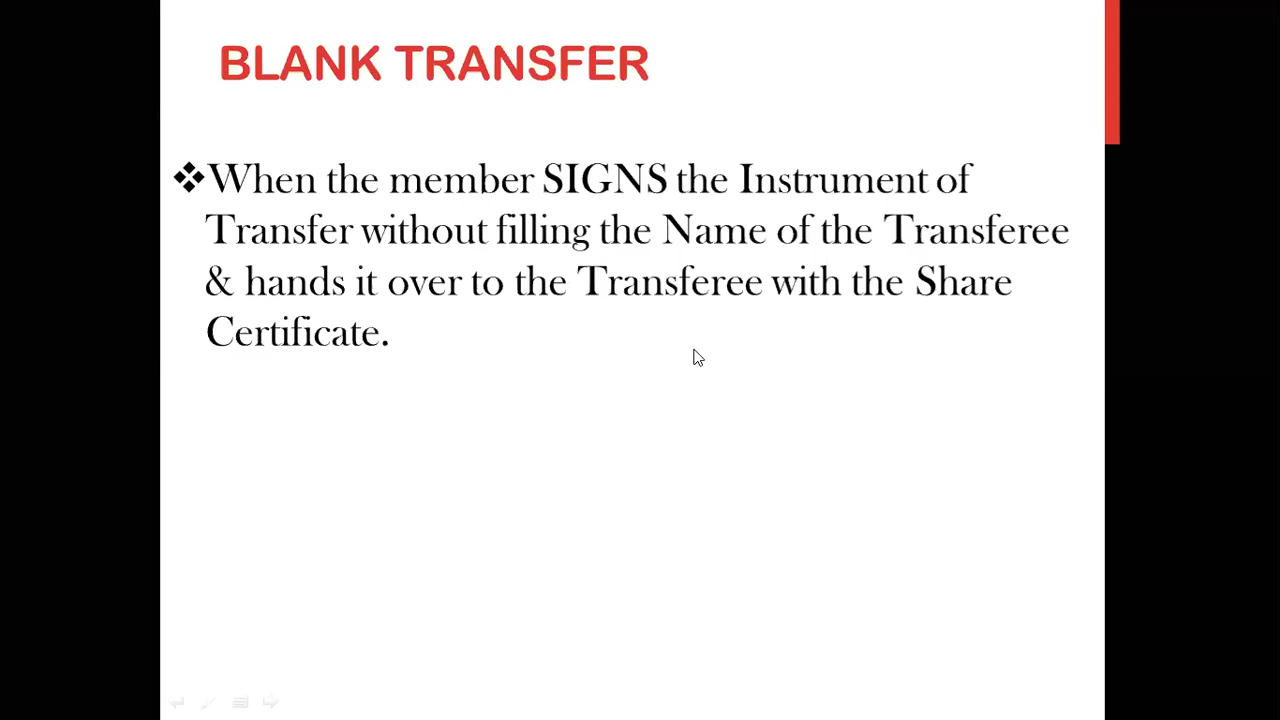 BLANK TRANSFER
❖When the member SIGNS the Instrument of
Transfer without filling the Name of the Transferee
& hands it over to the Transferee with the Share
Certificate.